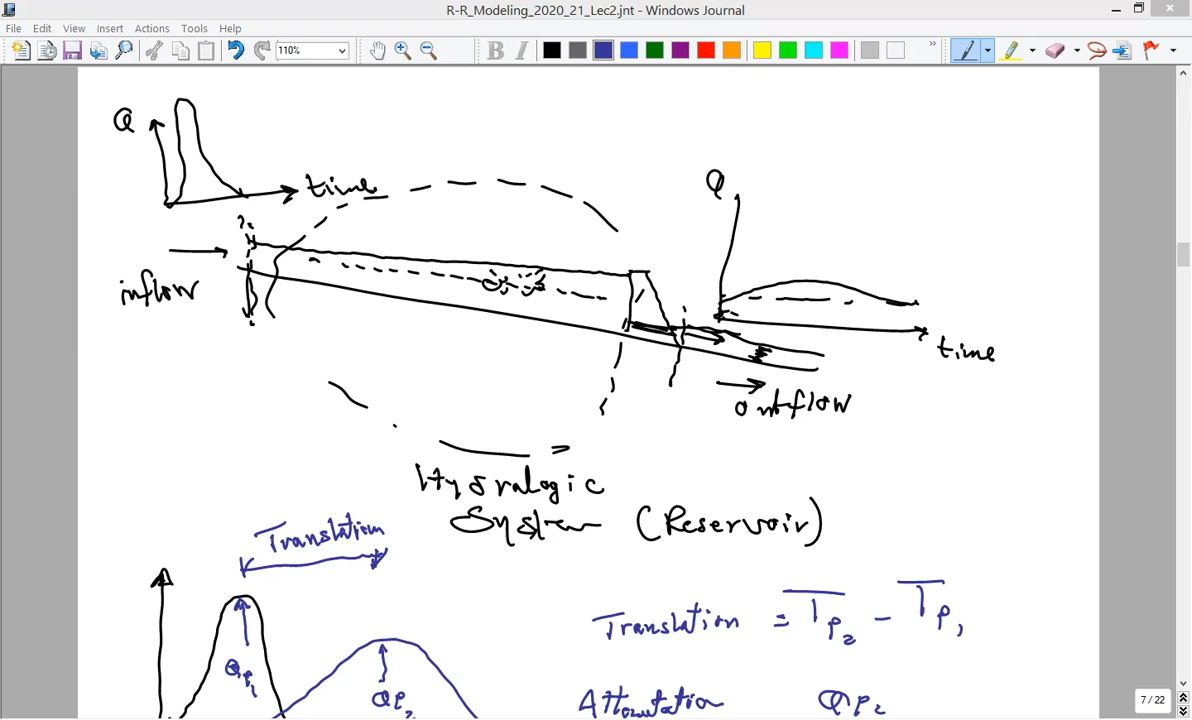 R-R_Modeling_2020_21_Lec2.jnt - Windows Journal
File Edit View Insert Actions Tools Help
110%
B I
Q
time
Q
inflow
time
outflow
Hydrologic
System (Reservoir)
Translation
Translation = Tp2 - Tp1
Qp1
Qp2
Attenutation Qp2
7 / 22